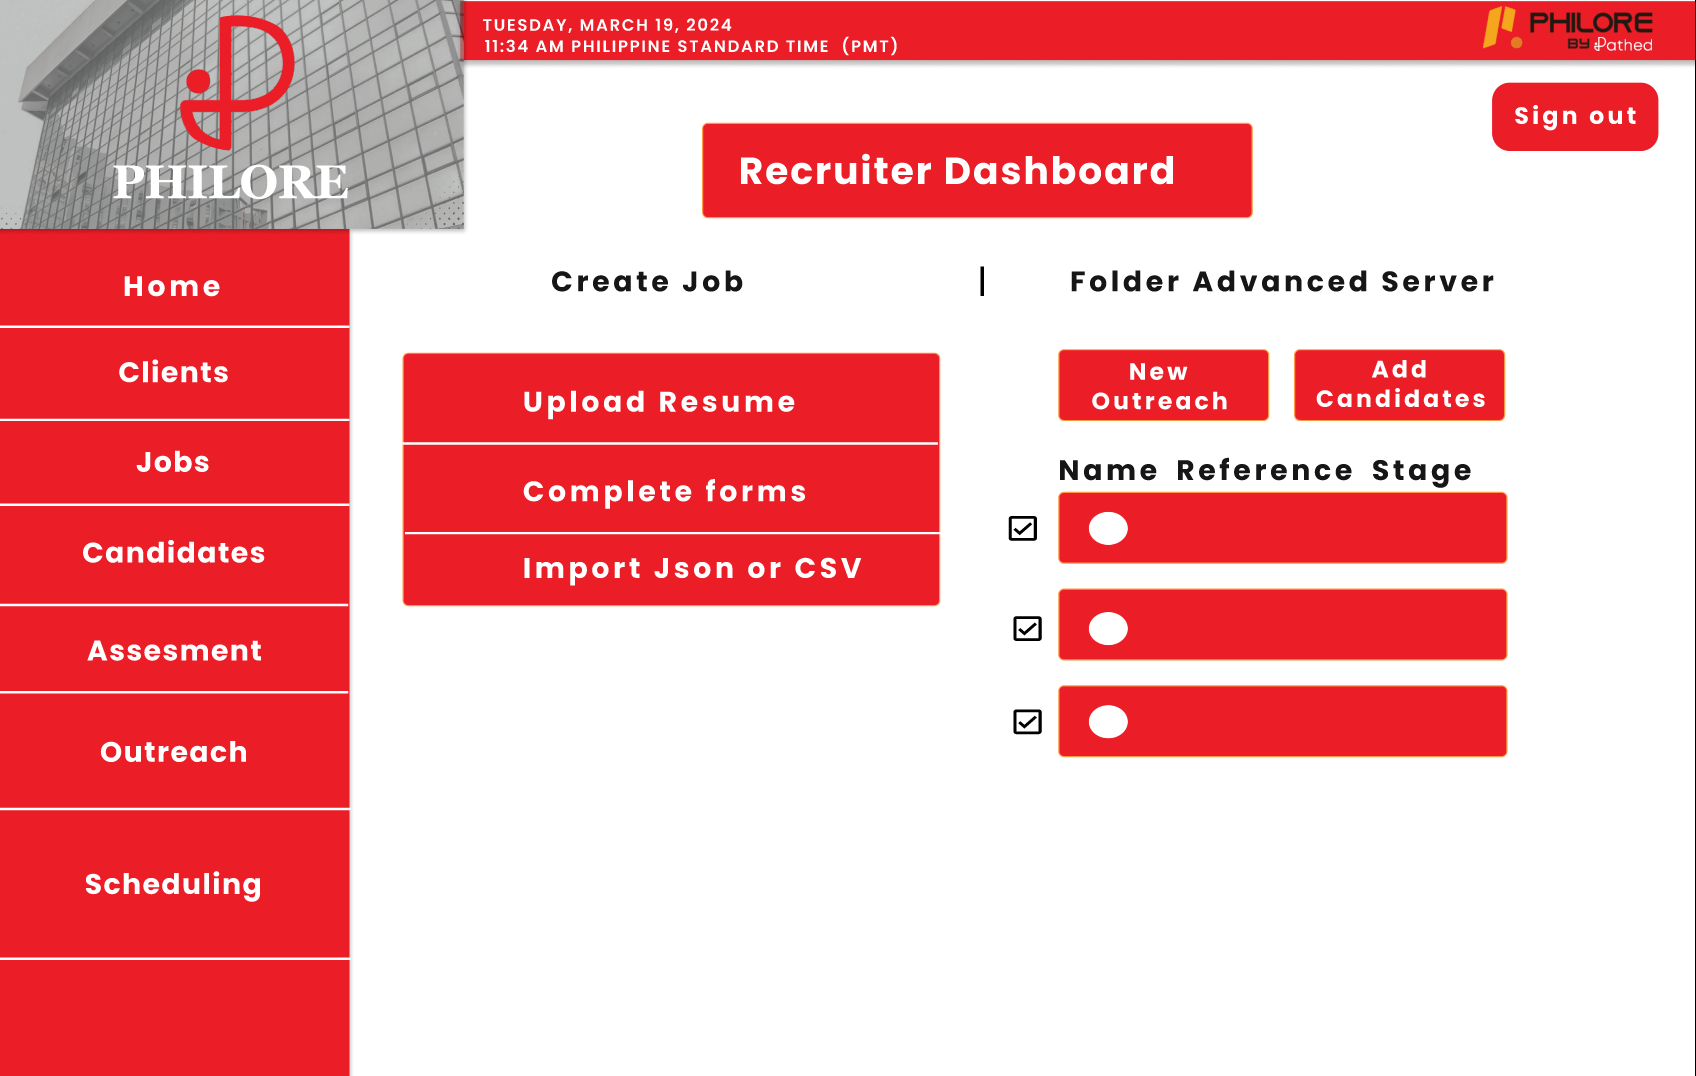 TUESDAY, MARCH 19, 2024
11:34 AM PHILIPPINE STANDARD TIME (PMT)
PHILORE
BY Pathed
PHILORE
Sign out
Recruiter Dashboard
Home
Clients
Jobs
Candidates
Assesment
Outreach
Scheduling
Create Job | Folder Advanced Server
Upload Resume
Complete forms
Import Json or CSV
New
Outreach
Add
Candidates
Name Reference Stage